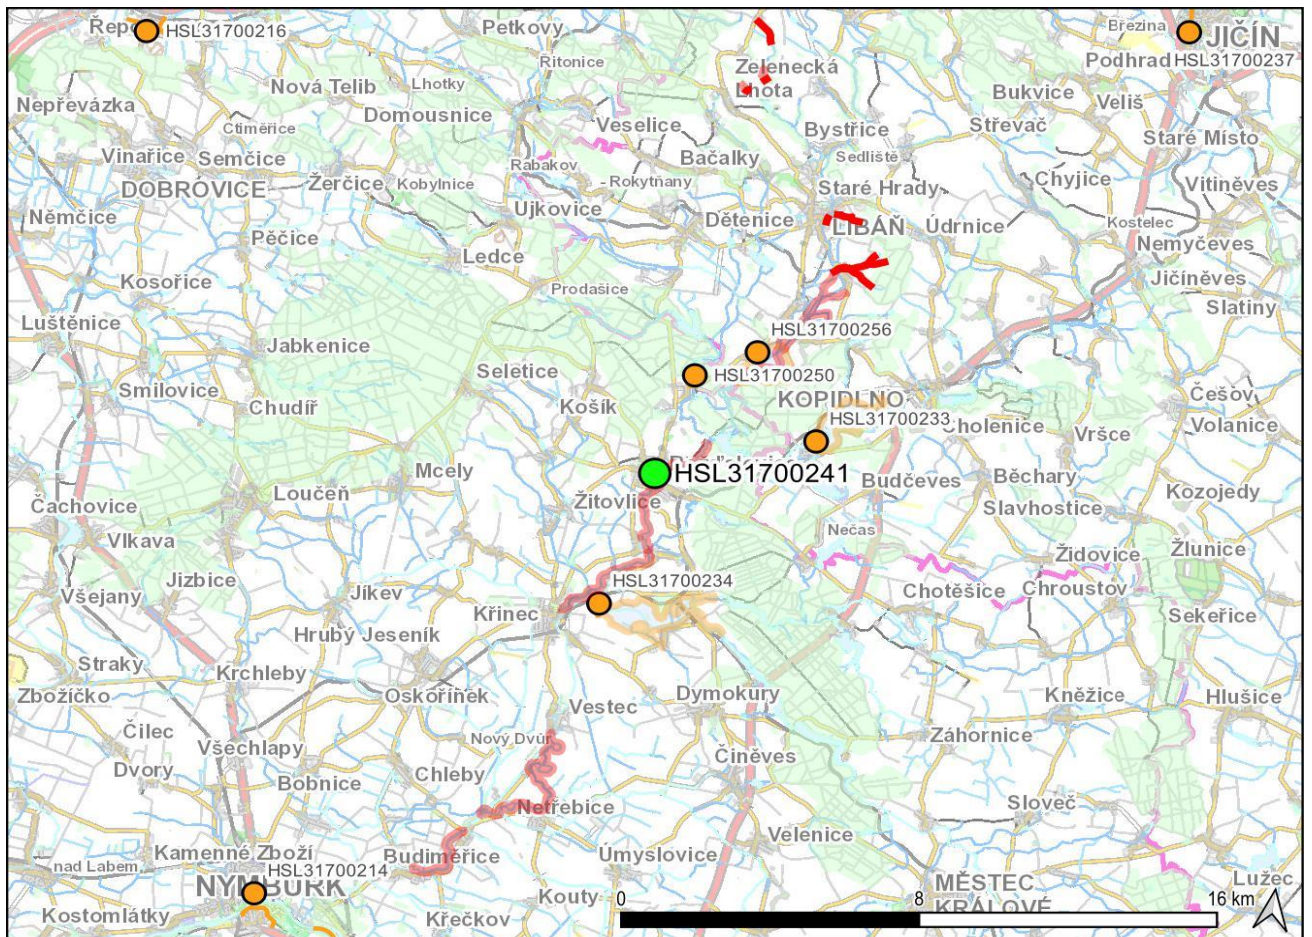 Řepo
HSL31700216
Petkovy
Březina
JIČÍN
Ritonice
Podhrad
HSL31700237
Zelenecká
Lhota
Nová Telib
Lhotky
Bukvice
Veliš
Nepřevázka
Domousnice
Ctiměřice
Veselice
Bystřice
Střevač
Staré Místo
Vinařice
Semčice
Rabakov
Bačalky
Sedliště
DOBROVICE
Žerčice
Kobylnice
Rokytňany
Staré Hrady
Chyjice
Vitiněves
Němčice
Ujkovice
Dětenice
LIBÁŇ
Údrnice
Kostelec
Pěčice
Nemyčeves
Ledce
Kosořice
Prodašice
Jičíněves
Slatiny
Luštěnice
HSL31700256
Jabkenice
Seletice
HSL31700250
Smilovice
Chudíř
Košík
KOPIDLNO
HSL31700233
Češov
Cholenice
Vršce
Volanice
Mcely
HSL31700241
Budčeves
Běchary
Loučeň
Žitovlice
Kozojedy
Čachovice
Slavhostice
Vlkava
Nečas
Židovice
Žlunice
Jizbice
HSL31700234
Všejany
Jíkev
Chotěšice
Chroustov
Křinec
Sekeřice
Hrubý Jeseník
Straky
Krchleby
Zbožíčko
Oskořínek
Dymokury
Kněžice
Hlušice
Vestec
Čilec
Nový Dvůr
Všechlapy
Záhornice
Dvory
Bobnice
Chleby
Činěves
Netřebice
Sloveč
Velenice
Kamenné Zboží
nad Labem
HSL31700214
Budiměřice
Úmyslovice
NYMBURK
MĚSTEC
KRÁLOVÉ
Lužec
Kouty
Kostomlátky
Křečkov
0
8
16 km